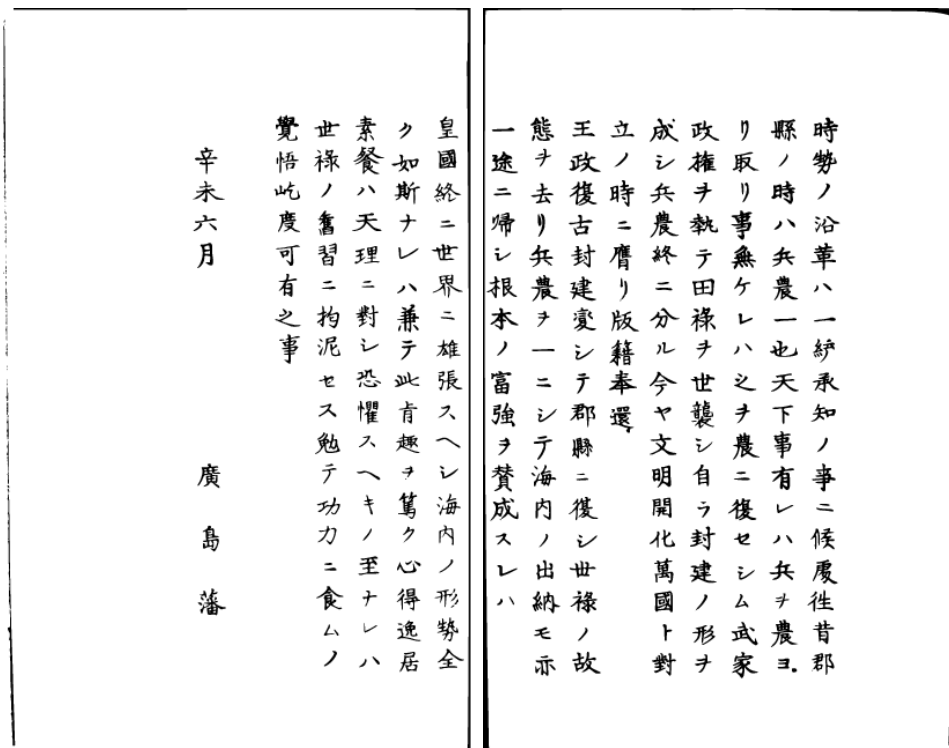 時勢ノ沿革ハ一紵承知ノ事ニ候處徃昔郡
縣ノ時ハ兵農一也天下事有レハ兵ヲ農ヨ
リ取リ事無ケレハ之ヲ農ニ復セシム武家
政権ヲ執テ田祿ヲ世襲シ自ラ封建ノ形ヲ
成シ兵農終ニ分ル今ヤ文明開化萬國ト對
立ノ時ニ膺リ版籍奉還
王政復古封建変シテ郡縣ニ復シ世祿ノ故
態ヲ去リ兵農ヲ一ニシテ海内ノ出納モ亦
一途ニ帰シ根本ノ富強ヲ賛成スレハ
皇國終ニ世界ニ雄張スヘシ海内ノ形勢全
ク如斯ナレハ兼テ此肯趣ヲ篤ク心得逸居
素餐ハ天理ニ對シ恐懼スヘキノ至ナレハ
世祿ノ舊習ニ拘泥セス勉テ功力ニ食ムノ
覺悟屹度可有之事
辛未六月
廣島藩